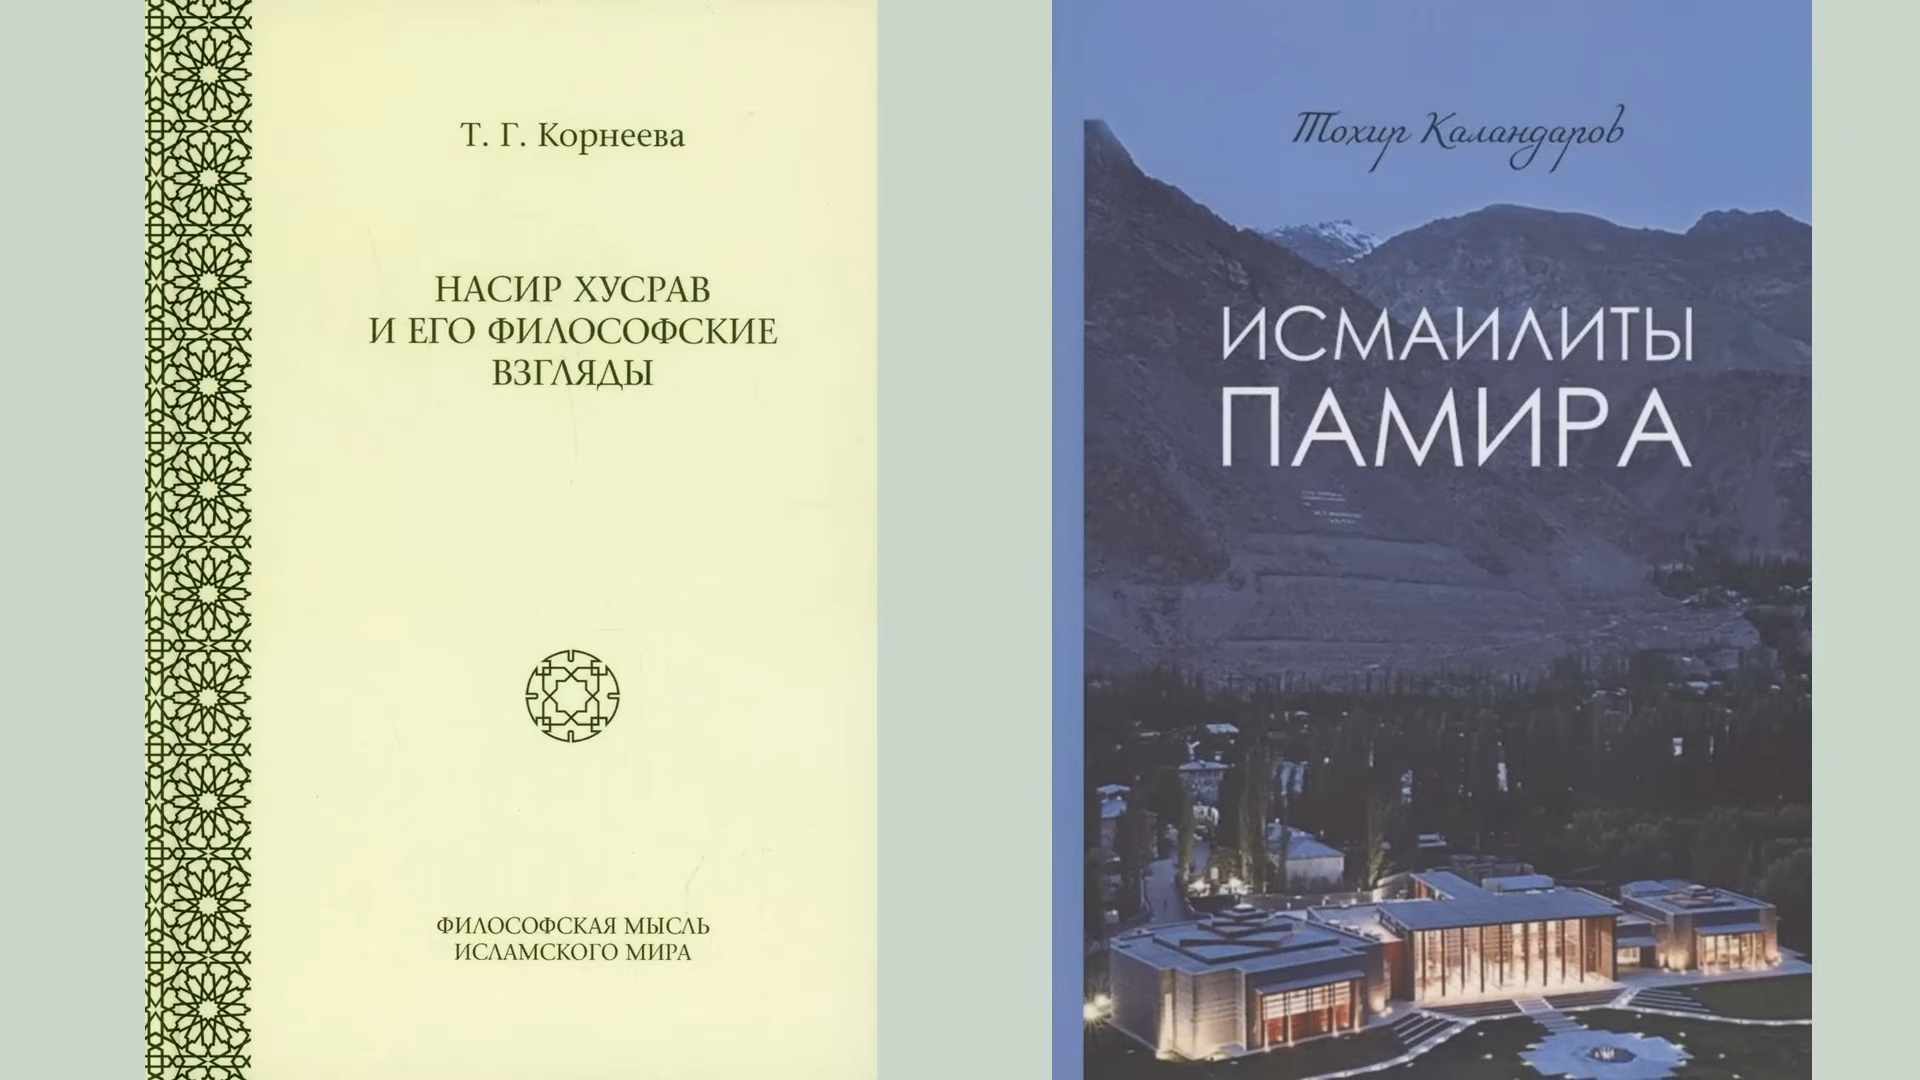 Т. Г. Корнеева
НАСИР ХУСРАВ
И ЕГО ФИЛОСОФСКИЕ
ВЗГЛЯДЫ
ФИЛОСОФСКАЯ МЫСЛЬ
ИСЛАМСКОГО МИРА
Тохир Каландаров
ИСМАИЛИТЫ
ПАМИРА